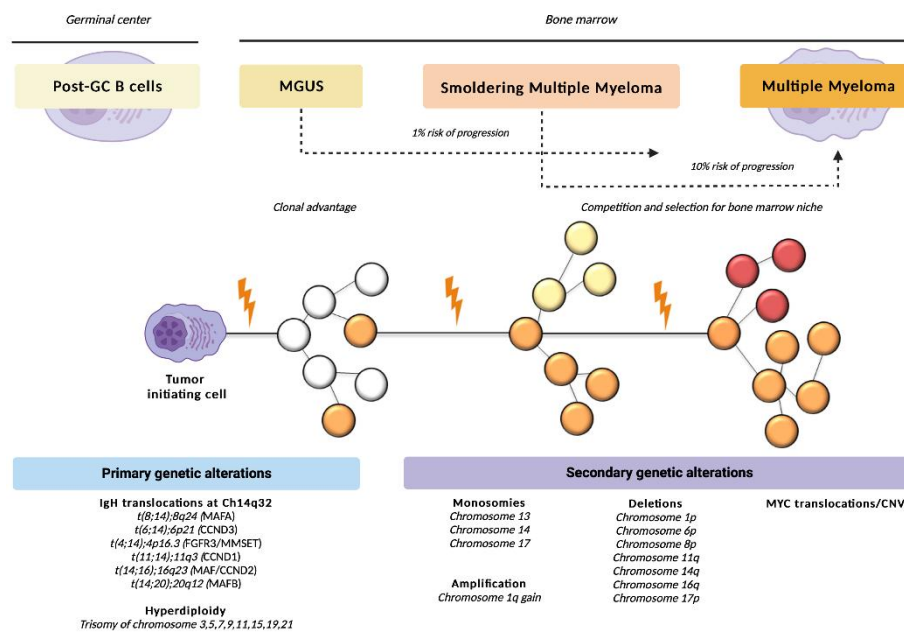 Germinal center
Bone marrow
Post-GC B cells
MGUS
Smoldering Multiple Myeloma
Multiple Myeloma
1% risk of progression
10% risk of progression
Clonal advantage
Competition and selection for bone marrow niche
Tumor
initiating cell
Primary genetic alterations
Secondary genetic alterations
IgH translocations at Ch14q32
t(8;14);8q24 (MAFA)
t(6;14);6p21 (CCND3)
t(4;14);4p16.3 (FGFR3/MMSET)
t(11;14);11q3 (CCND1)
t(14;16);16q23 (MAF/CCND2)
t(14;20);20q12 (MAFB)
Hyperdiploidy
Trisomy of chromosome 3,5,7,9,11,15,19,21
Monosomies
Chromosome 13
Chromosome 14
Chromosome 17
Amplification
Chromosome 1q gain
Deletions
Chromosome 1p
Chromosome 6p
Chromosome 8p
Chromosome 11q
Chromosome 14q
Chromosome 16q
Chromosome 17p
MYC translocations/CNV